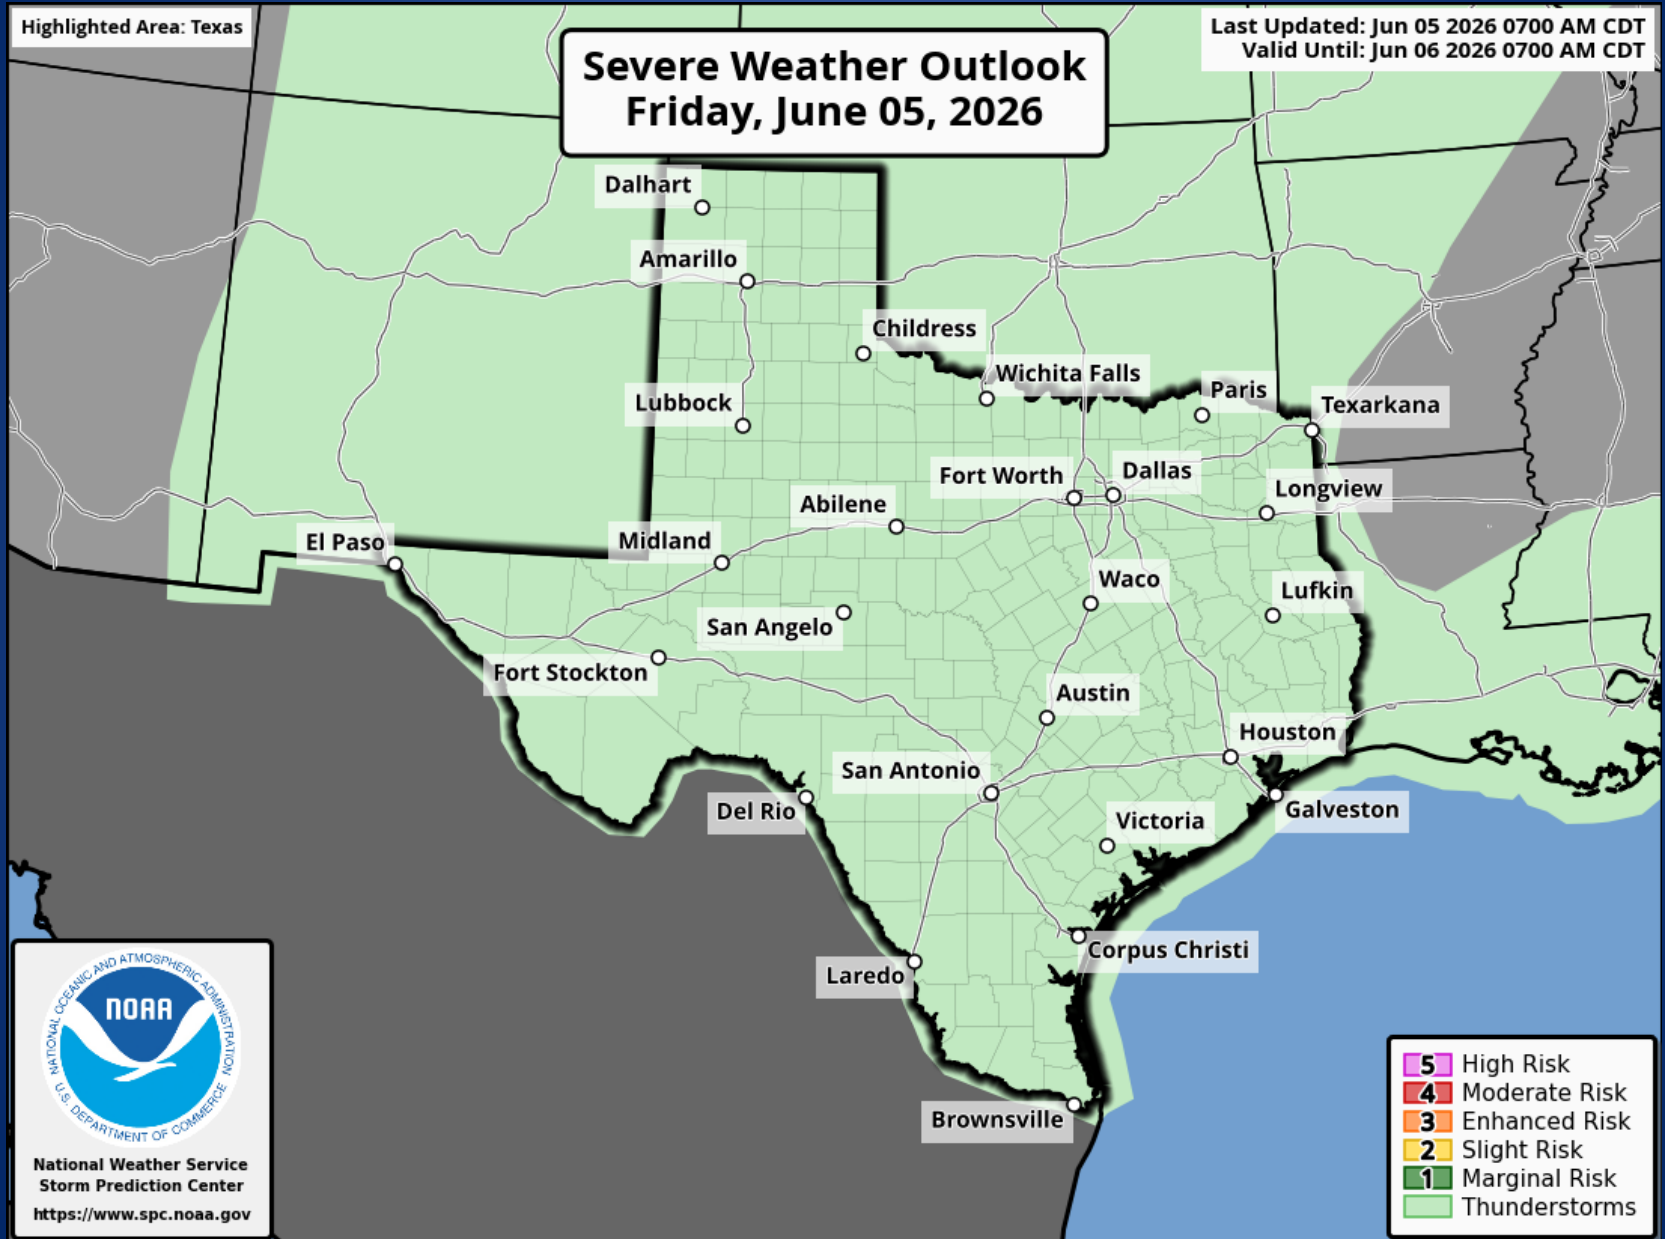 Highlighted Area: Texas
Severe Weather Outlook
Friday, June 05, 2026
Last Updated: Jun 05 2026 0700 AM CDT
Valid Until: Jun 06 2026 0700 AM CDT
Dalhart
Amarillo
Childress
Wichita Falls
Paris
Texarkana
Lubbock
Fort Worth
Dallas
Longview
Abilene
El Paso
Midland
Waco
Lufkin
San Angelo
Fort Stockton
Austin
Houston
San Antonio
Del Rio
Galveston
Victoria
Corpus Christi
Laredo
Brownsville
NATIONAL OCEANIC AND ATMOSPHERIC ADMINISTRATION
NOAA
U.S. DEPARTMENT OF COMMERCE
National Weather Service
Storm Prediction Center
https://www.spc.noaa.gov
5 High Risk
4 Moderate Risk
3 Enhanced Risk
2 Slight Risk
1 Marginal Risk
Thunderstorms